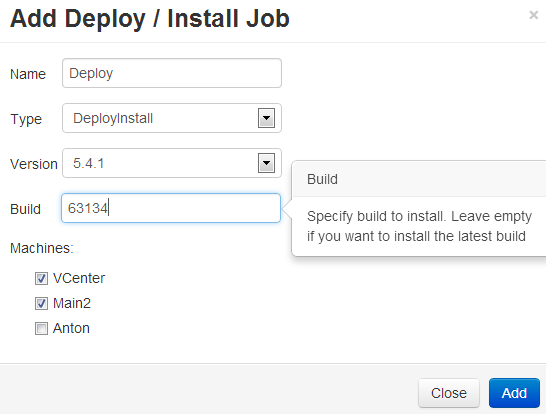 Add Deploy / Install Job
×
Name Deploy
Type DeployInstall
Version 5.4.1
Build 63134
Build
Specify build to install. Leave empty
if you want to install the latest build
Machines:
VCenter
Main2
Anton
Close Add